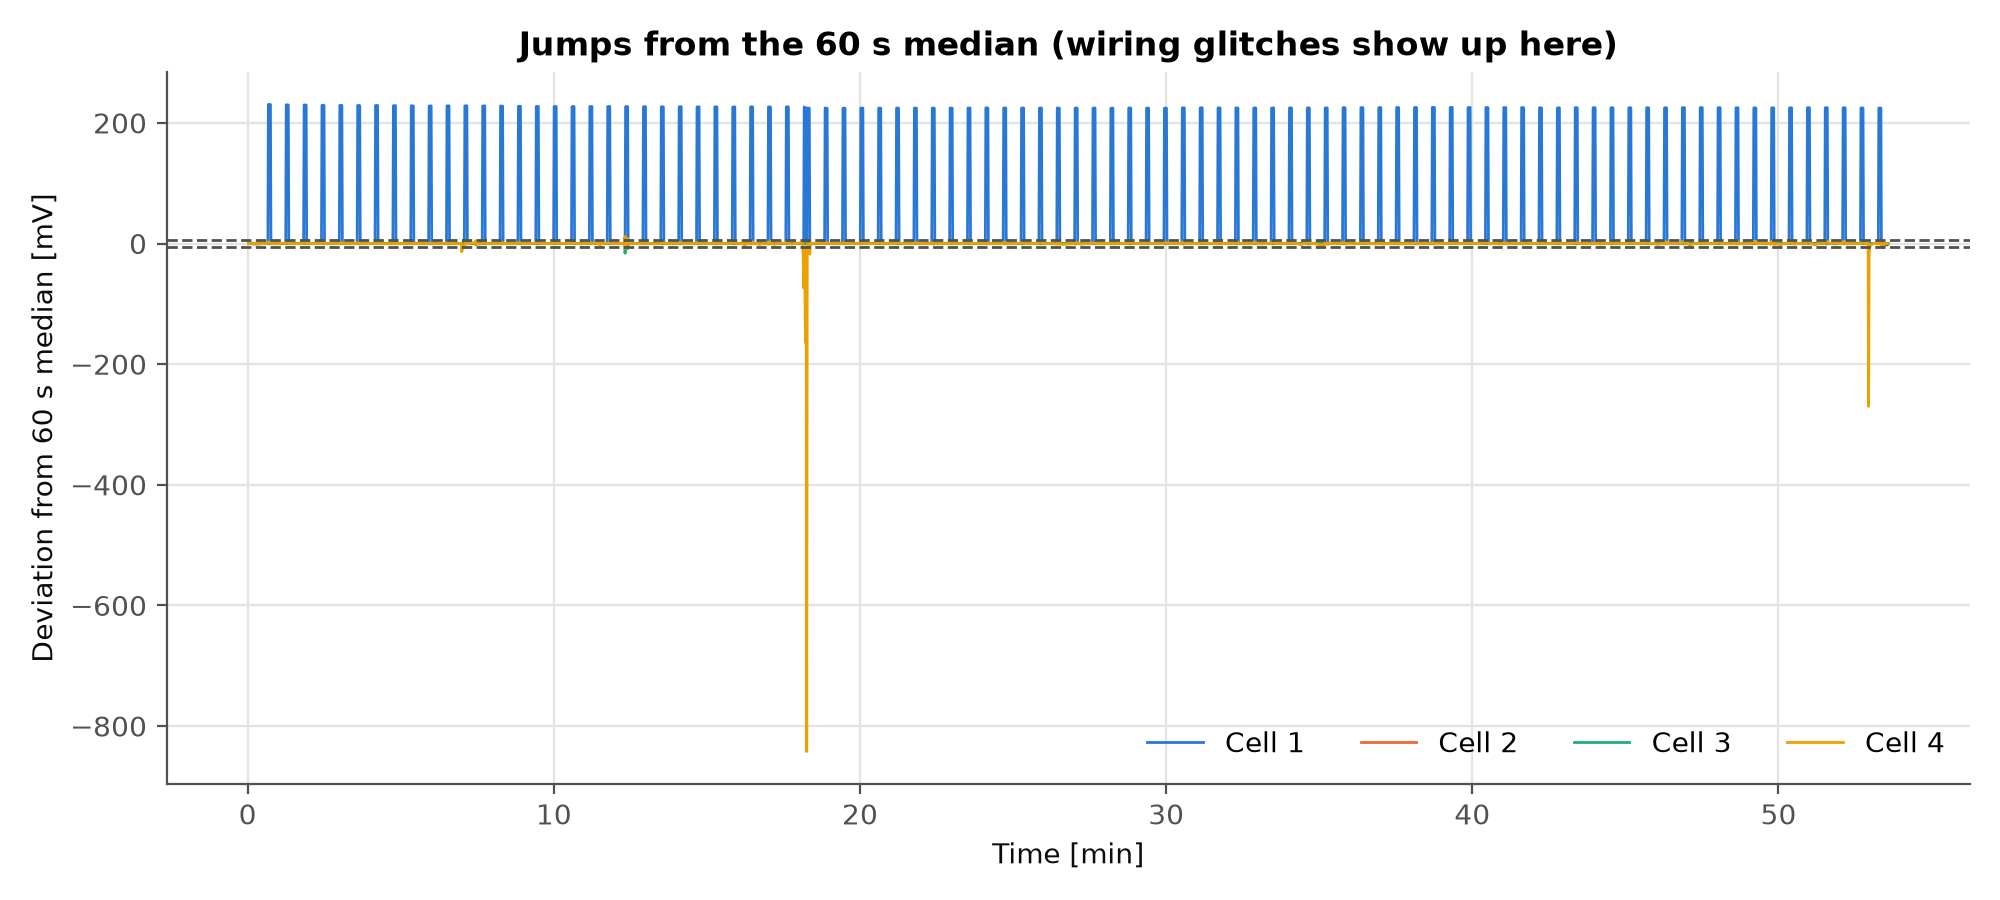 Jumps from the 60 s median (wiring glitches show up here)
Deviation from 60 s median [mV]
200
0
−200
−400
−600
−800
Cell 1 Cell 2 Cell 3 Cell 4
0 10 20 30 40 50
Time [min]